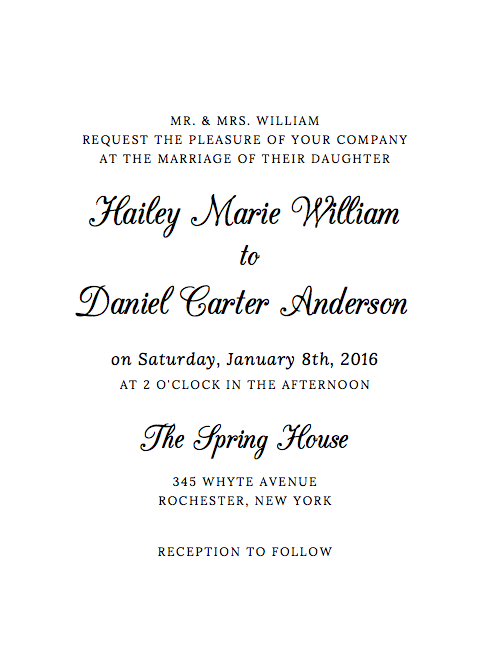 MR. & MRS. WILLIAM
REQUEST THE PLEASURE OF YOUR COMPANY
AT THE MARRIAGE OF THEIR DAUGHTER
Hailey Marie William
to
Daniel Carter Anderson
on Saturday, January 8th, 2016
AT 2 O'CLOCK IN THE AFTERNOON
The Spring House
345 WHYTE AVENUE
ROCHESTER, NEW YORK
RECEPTION TO FOLLOW